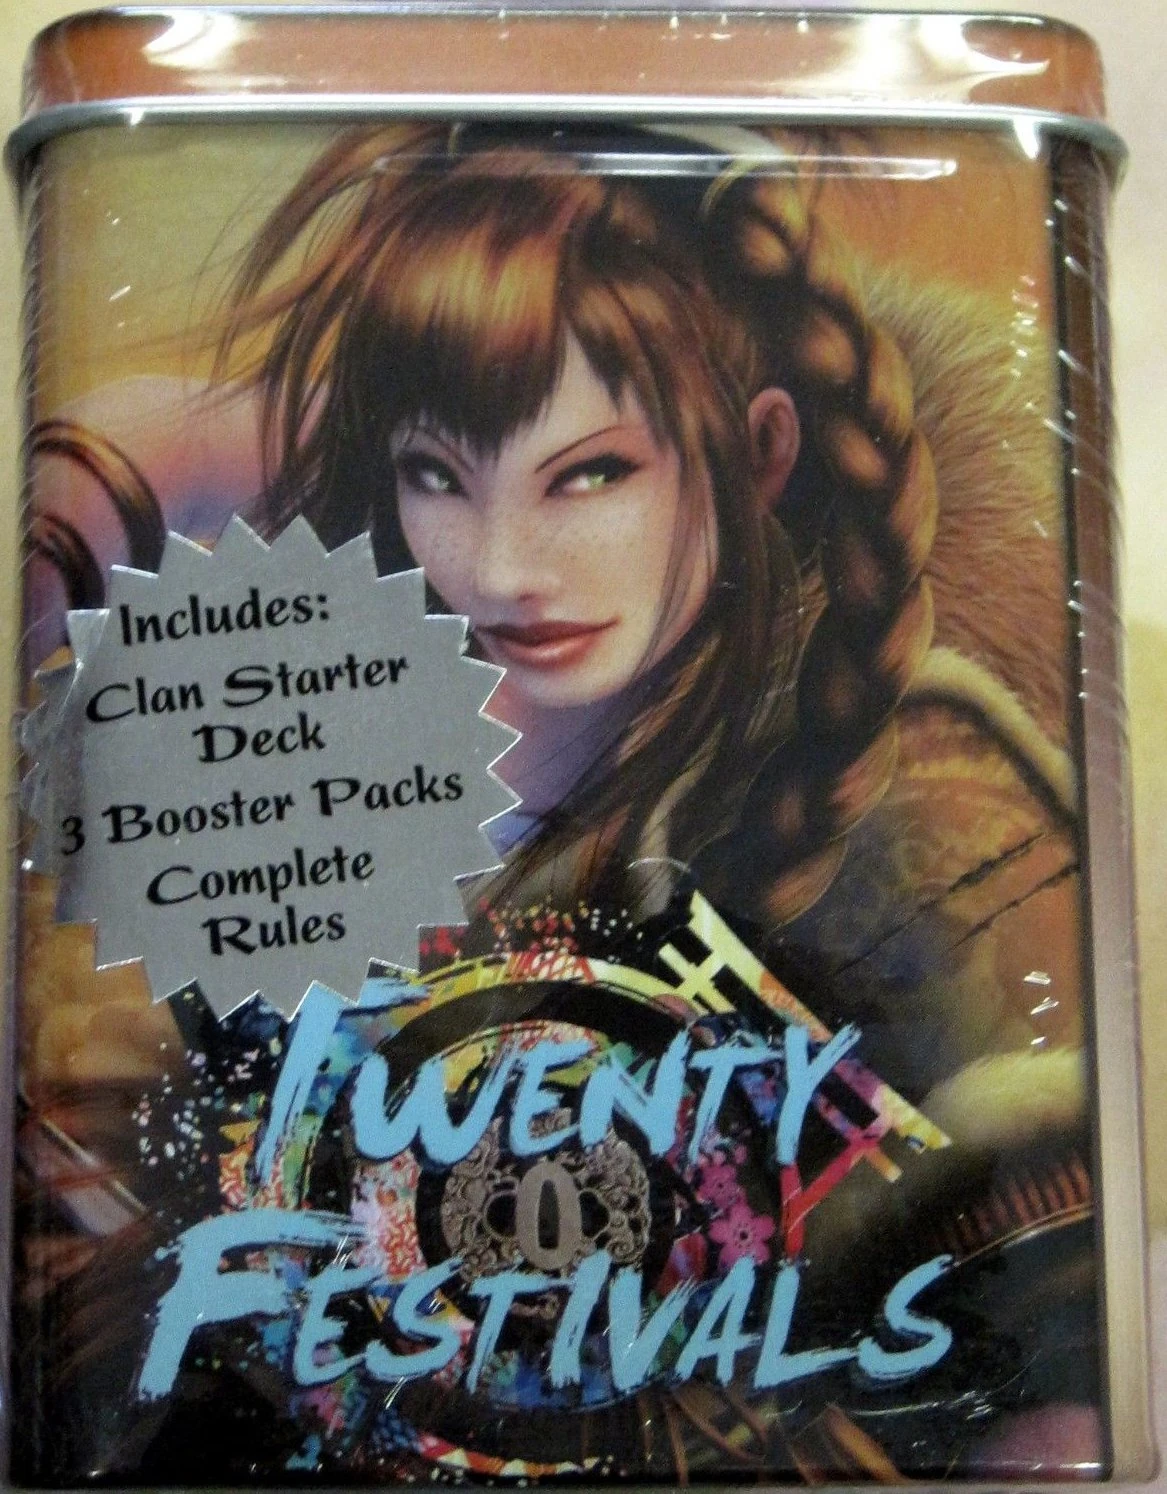 Includes:
Clan Starter
Deck
3 Booster Packs
Complete
Rules
Twenty
Festivals